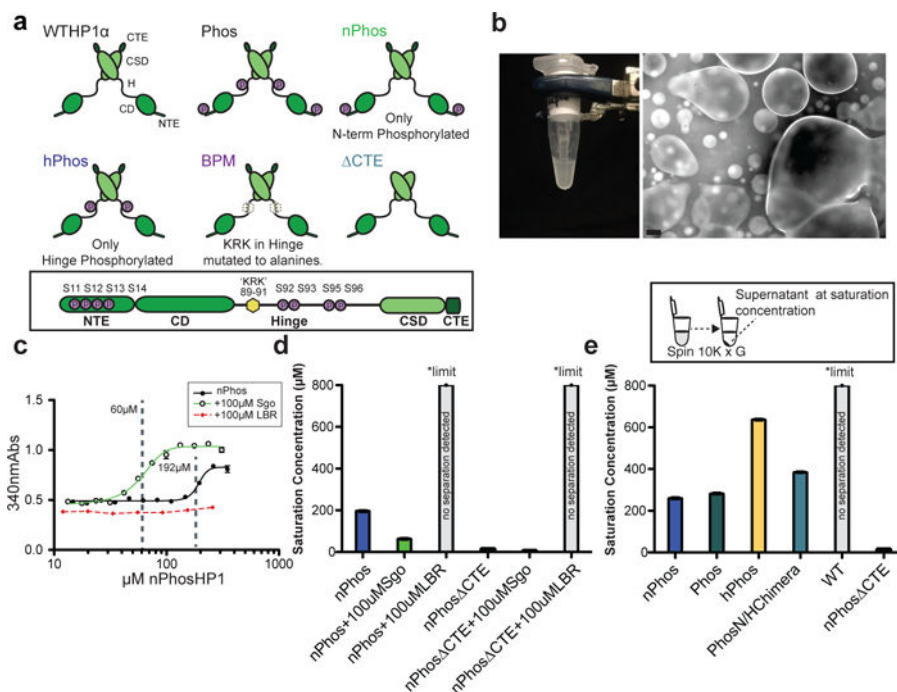 a
WTHP1α
CTE
CSD
H
CD
NTE
Phos
nPhos
Only
N-term Phosphorylated
hPhos
Only
Hinge Phosphorylated
BPM
KRK in Hinge
mutated to alanines.
ΔCTE
S11 S12 S13 S14
'KRK'
89-91
S92 S93 S95 S96
P P P P P P P P
NTE CD Hinge CSD CTE
b
c
340nmAbs
1.5
1.0
0.5
0.0
10 100 1000
µM nPhosHP1
60µM
192µM
nPhos
+100µM Sgo
+100µM LBR
d
Saturation Concentration (µM)
800
600
400
200
0
*limit
no separation detected
*limit
no separation detected
nPhos
nPhos+100uMSgo
nPhos+100uMLBR
nPhosΔCTE
nPhosΔCTE+100uMSgo
nPhosΔCTE+100uMLBR
e
Supernatant at saturation
concentration
Spin 10K x G
Saturation Concentration (µM)
800
600
400
200
0
*limit
no separation detected
nPhos
Phos
hPhos
PhosN/HChimera
WT
nPhosΔCTE